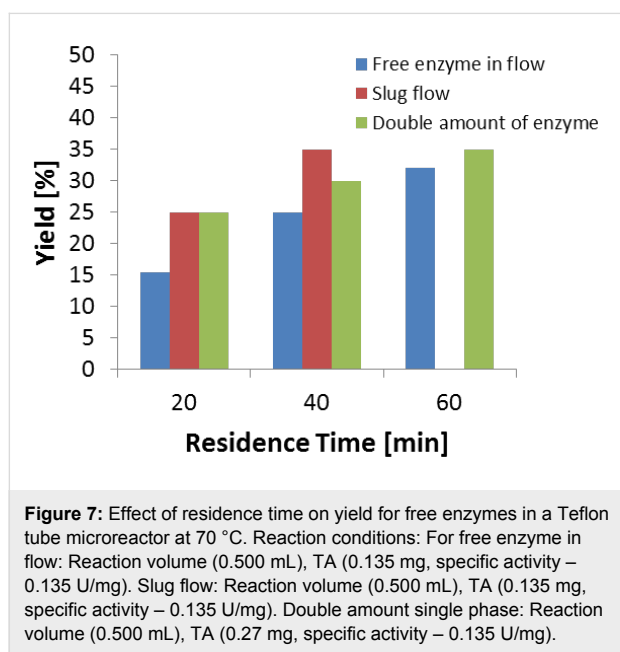 50
45
40
35
30
25
20
15
10
5
0
Yield [%]
Free enzyme in flow
Slug flow
Double amount of enzyme
20 40 60
Residence Time [min]
Figure 7: Effect of residence time on yield for free enzymes in a Teflon
tube microreactor at 70 °C. Reaction conditions: For free enzyme in
flow: Reaction volume (0.500 mL), TA (0.135 mg, specific activity –
0.135 U/mg). Slug flow: Reaction volume (0.500 mL), TA (0.135 mg,
specific activity – 0.135 U/mg). Double amount single phase: Reaction
volume (0.500 mL), TA (0.27 mg, specific activity – 0.135 U/mg).